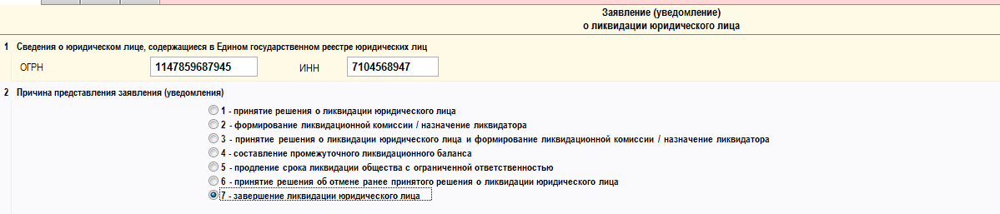 Заявление (уведомление)
о ликвидации юридического лица
1 Сведения о юридическом лице, содержащиеся в Едином государственном реестре юридических лиц
ОГРН 1147859687945 ИНН 7104568947
2 Причина представления заявления (уведомления)
1 - принятие решения о ликвидации юридического лица
2 - формирование ликвидационной комиссии / назначение ликвидатора
3 - принятие решения о ликвидации юридического лица и формирование ликвидационной комиссии / назначение ликвидатора
4 - составление промежуточного ликвидационного баланса
5 - продление срока ликвидации общества с ограниченной ответственностью
6 - принятие решения об отмене ранее принятого решения о ликвидации юридического лица
7 - завершение ликвидации юридического лица